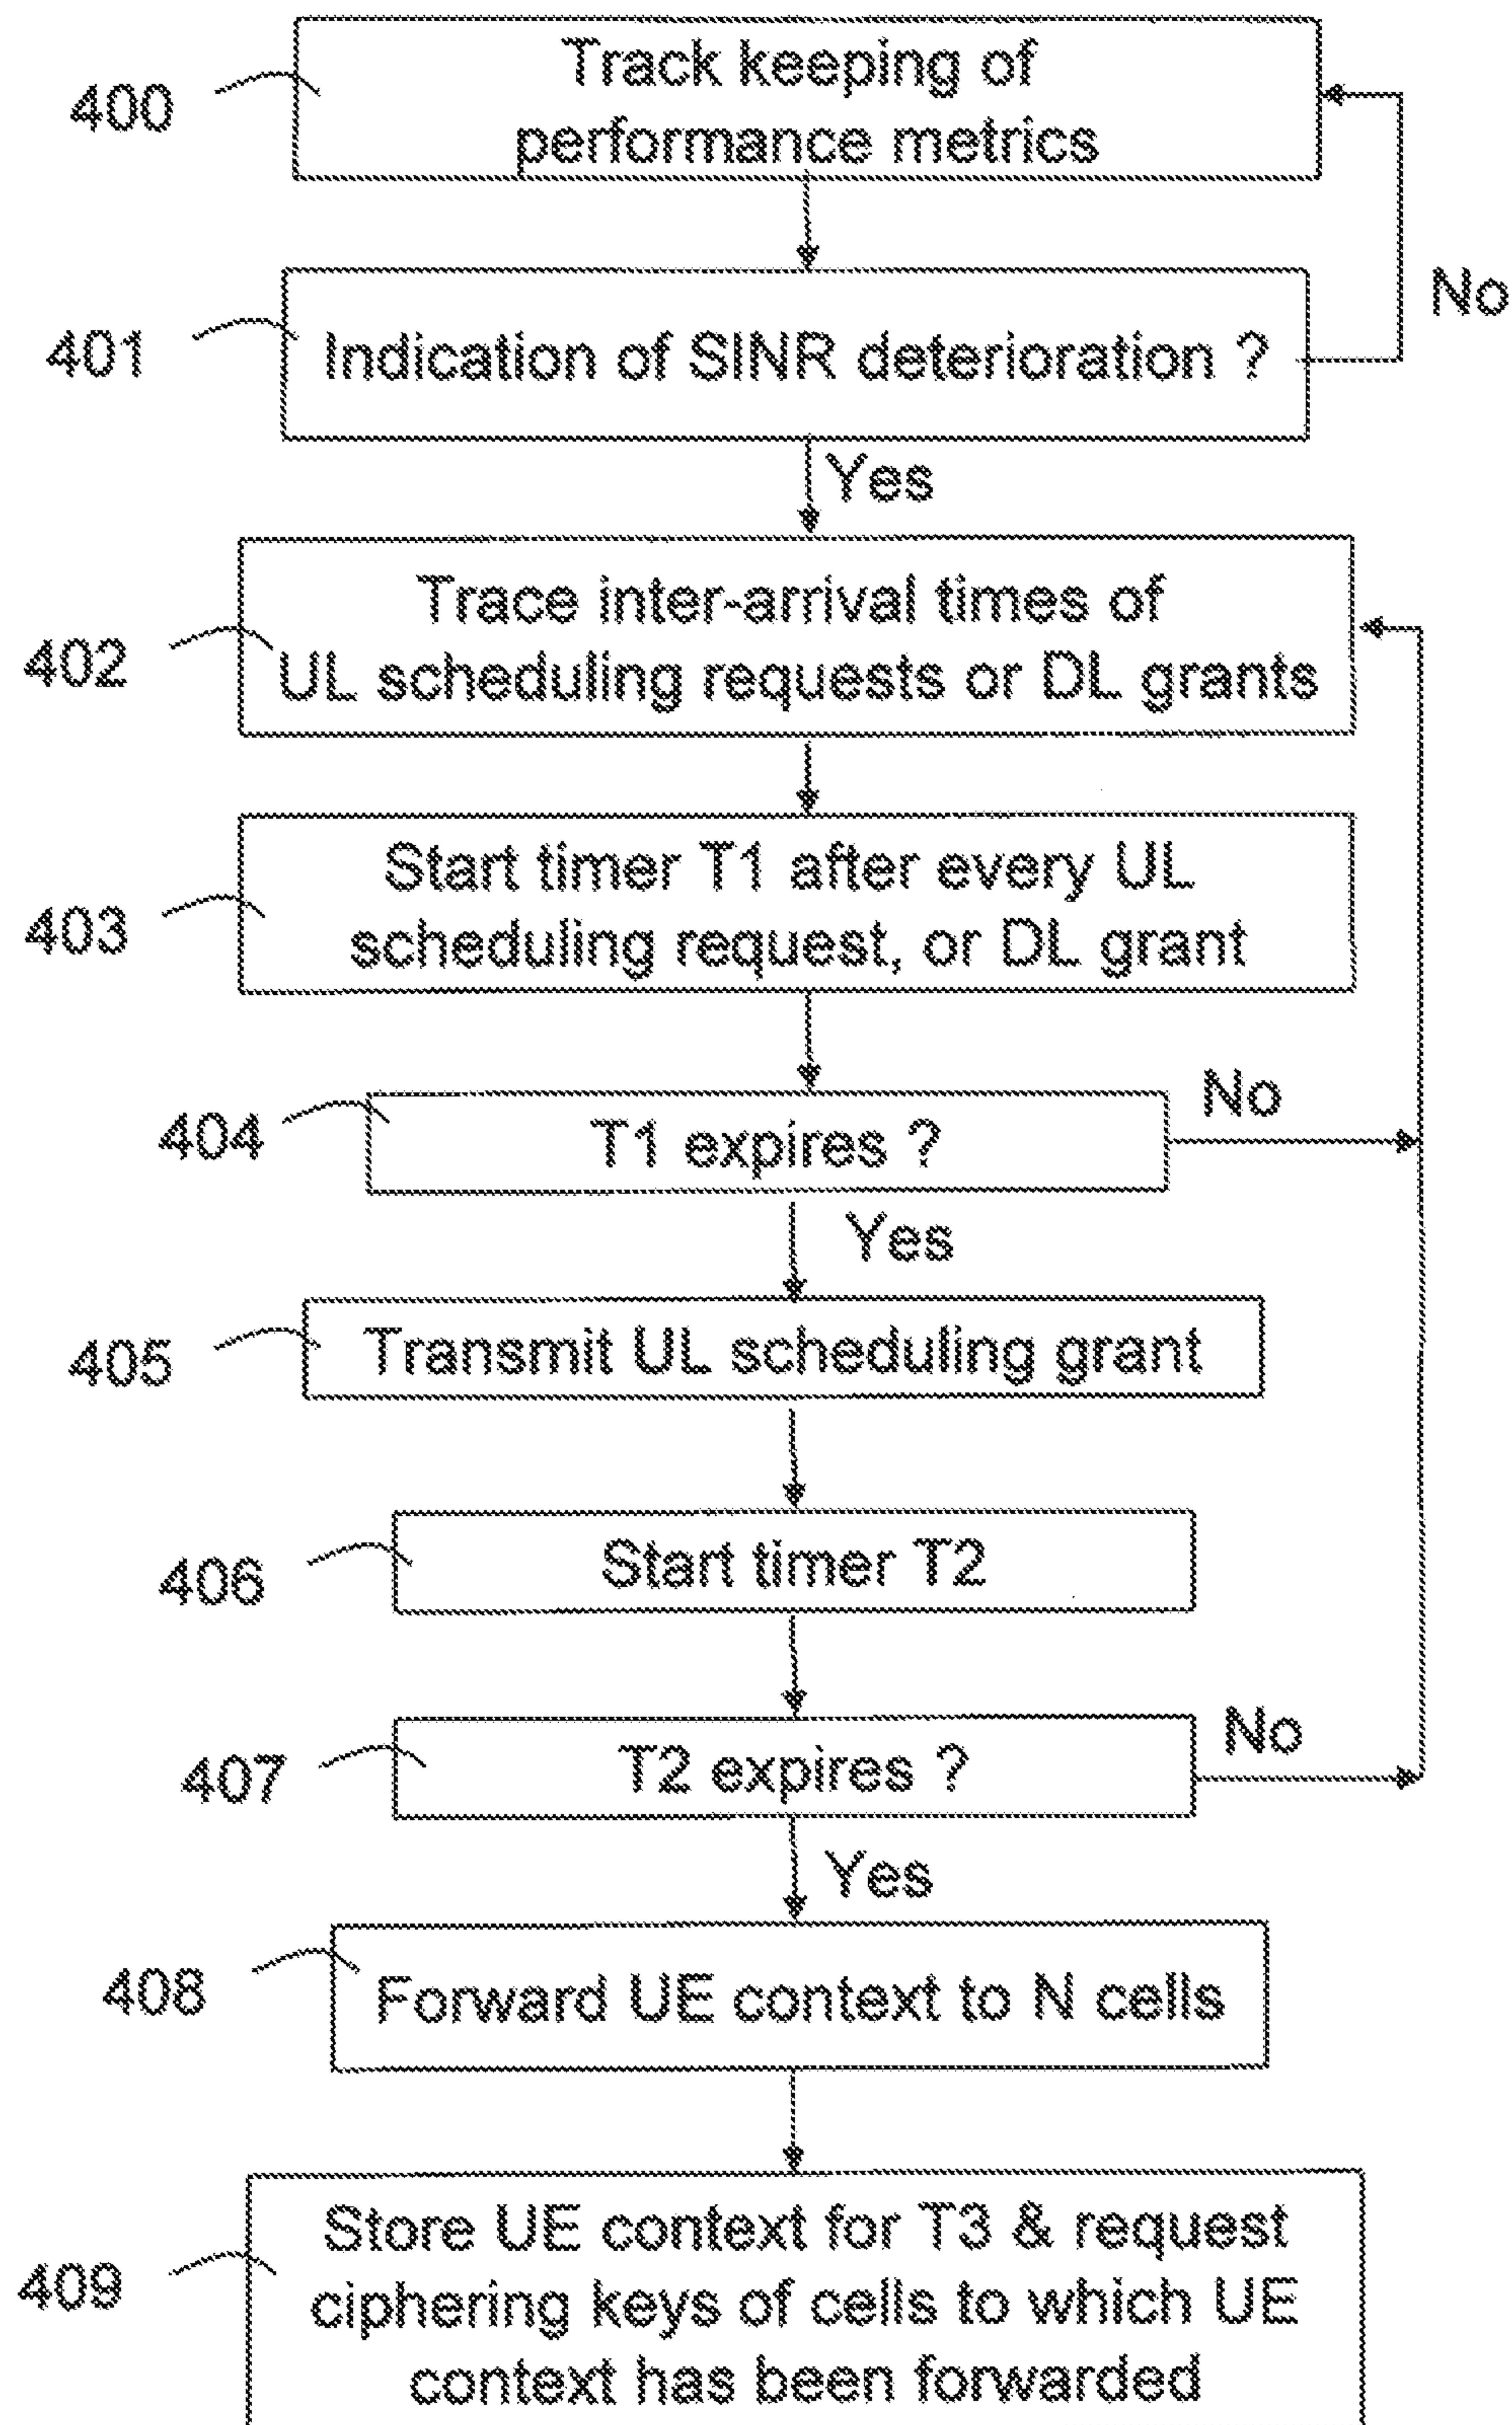 400
Track keeping of
performance metrics
No
401
Indication of SINR deterioration ?
Yes
402
Trace inter-arrival times of
UL scheduling requests or DL grants
403
Start timer T1 after every UL
scheduling request, or DL grant
404
T1 expires ?
No
Yes
405
Transmit UL scheduling grant
406
Start timer T2
407
T2 expires ?
No
Yes
408
Forward UE context to N cells
409
Store UE context for T3 & request
ciphering keys of cells to which UE
context has been forwarded